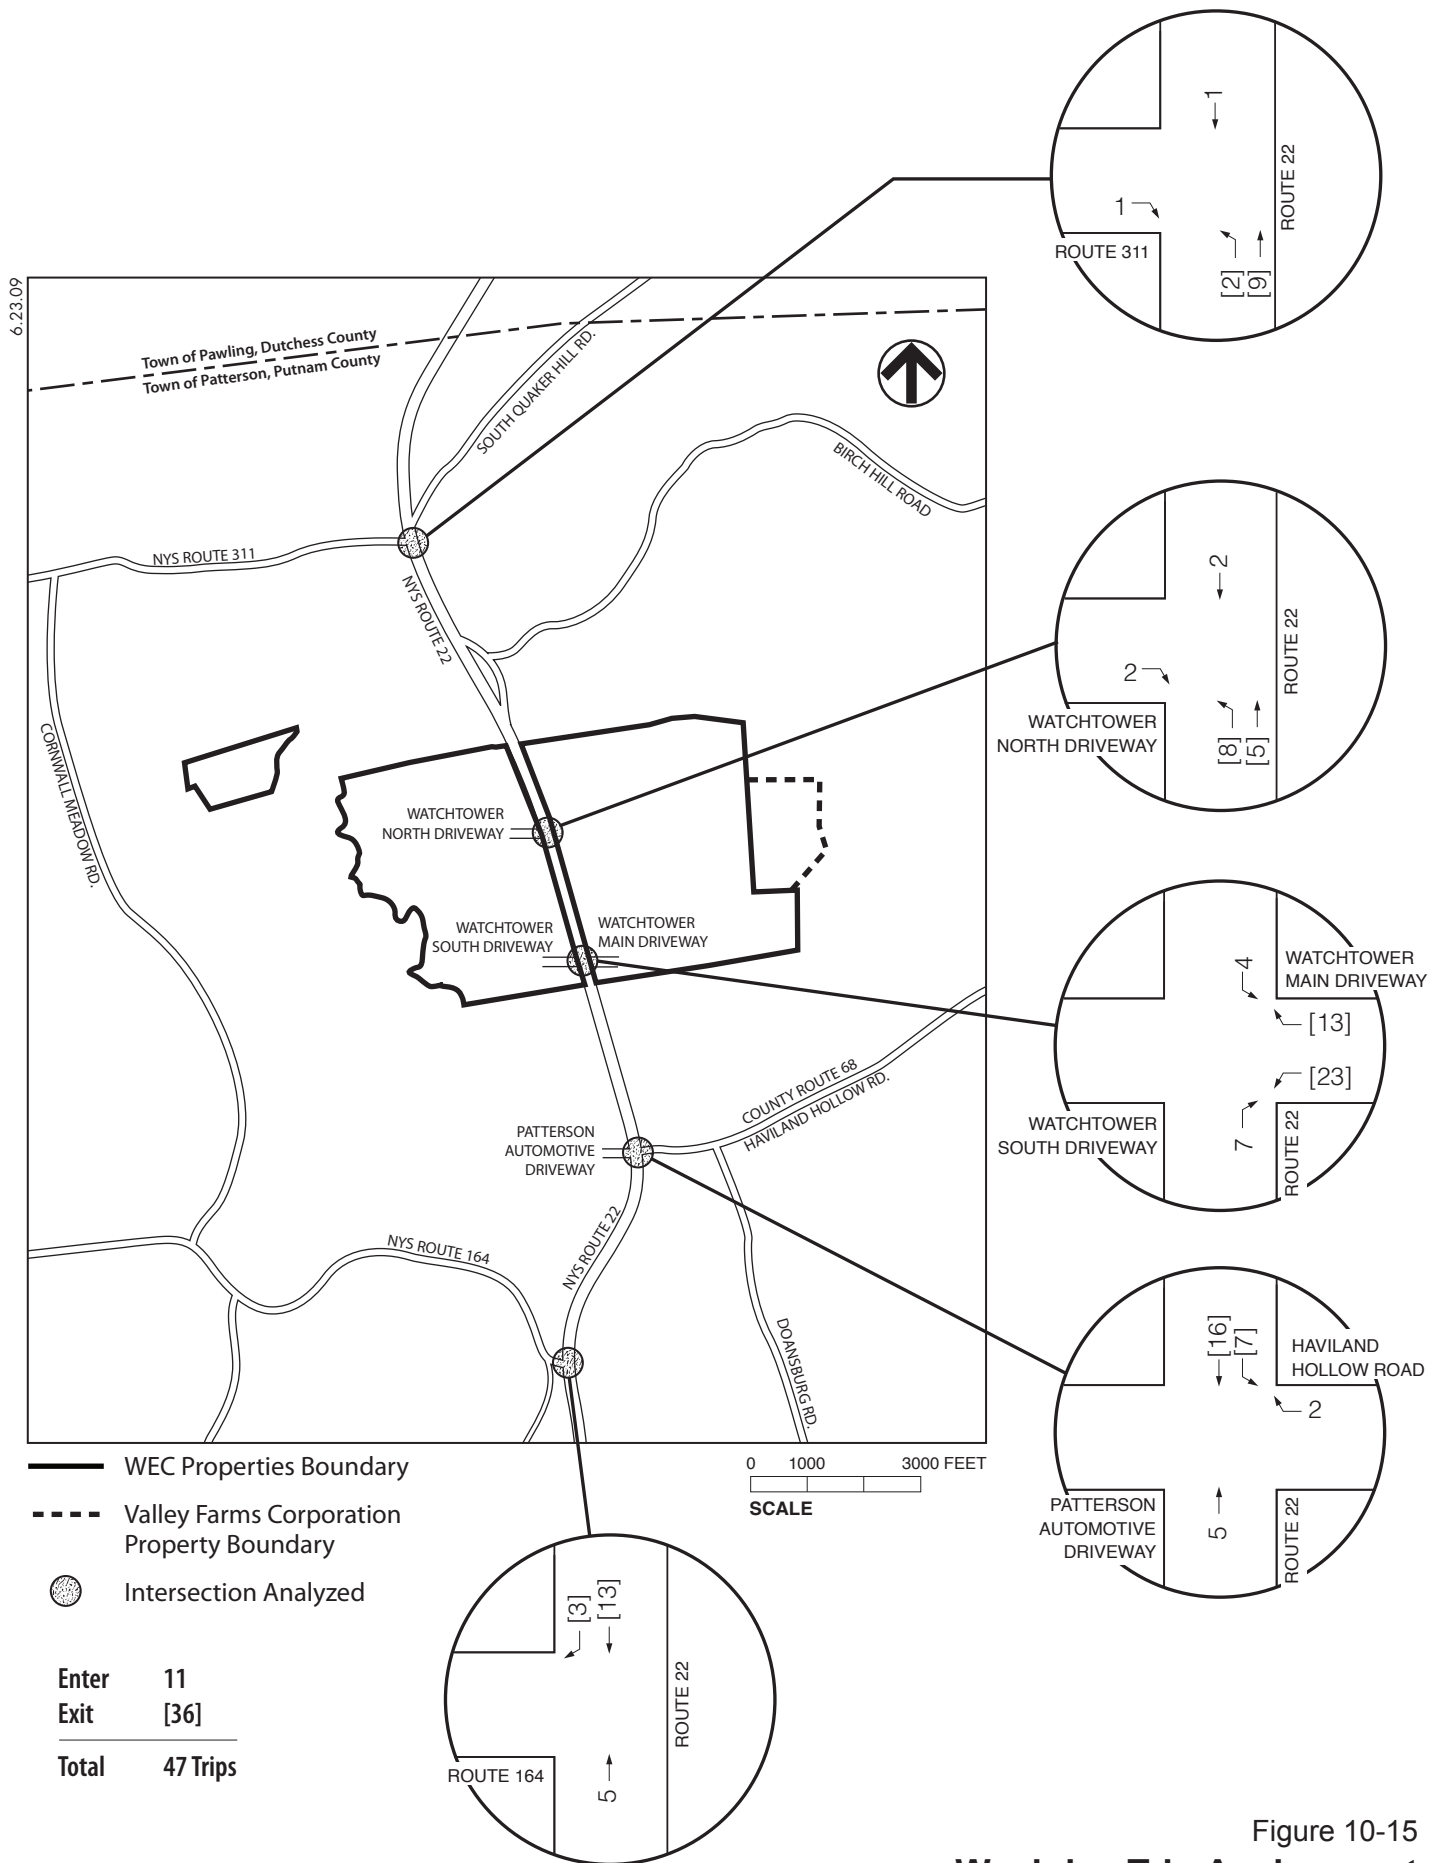 6.23.09
Town of Pawling, Dutchess County
Town of Patterson, Putnam County
SOUTH QUAKER HILL RD.
BIRCH HILL ROAD
NYS ROUTE 311
NYS ROUTE 22
CORNWALL MEADOW RD.
WATCHTOWER
NORTH DRIVEWAY
WATCHTOWER
SOUTH DRIVEWAY
WATCHTOWER
MAIN DRIVEWAY
COUNTY ROUTE 68
HAVILAND HOLLOW RD.
PATTERSON
AUTOMOTIVE
DRIVEWAY
NYS ROUTE 22
NYS ROUTE 164
DOANSBURG RD.
1
1
ROUTE 311
[2]
[9]
ROUTE 22
2
2
WATCHTOWER
NORTH DRIVEWAY
[8]
[5]
ROUTE 22
4
WATCHTOWER
MAIN DRIVEWAY
[13]
[23]
WATCHTOWER
SOUTH DRIVEWAY
7
ROUTE 22
[16]
[7]
HAVILAND
HOLLOW ROAD
2
PATTERSON
AUTOMOTIVE
DRIVEWAY
5
ROUTE 22
[3]
[13]
ROUTE 22
ROUTE 164
5
WEC Properties Boundary
Valley Farms Corporation
Property Boundary
Intersection Analyzed
0 1000 3000 FEET
SCALE
Enter 11
Exit [36]
Total 47 Trips
Figure 10-15